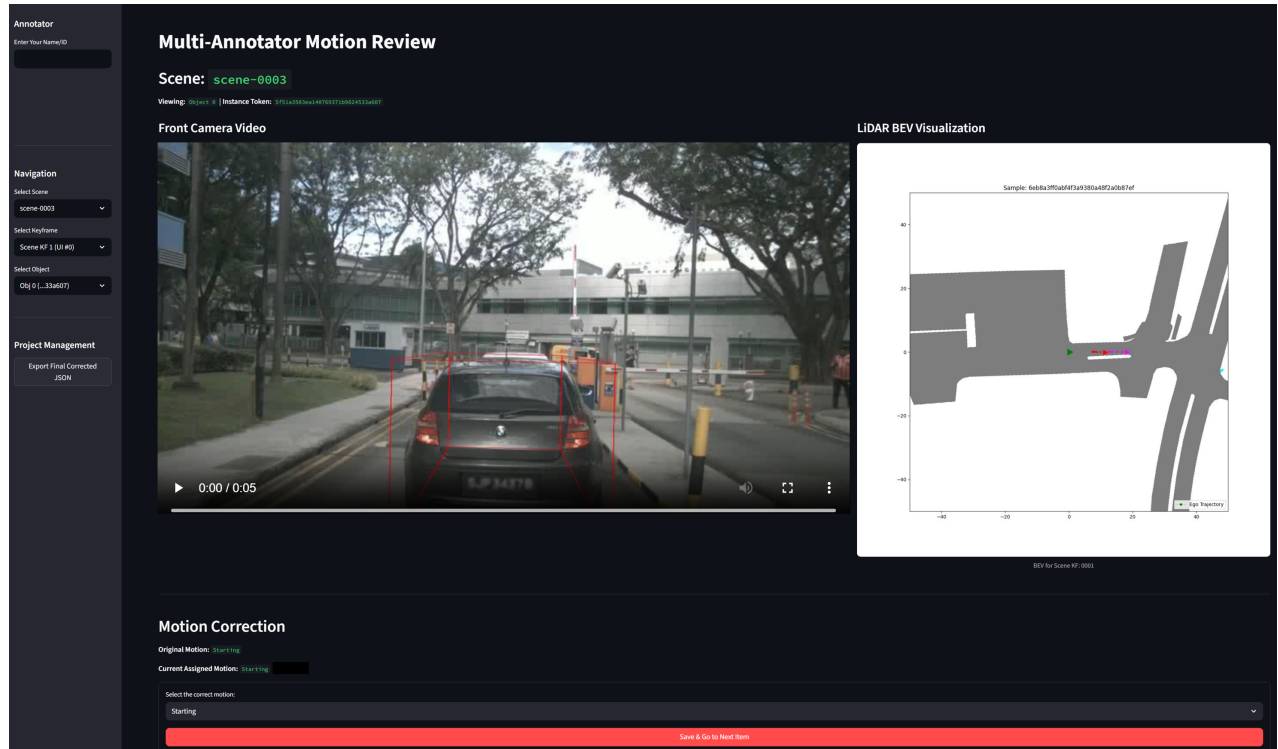 Annotator
Enter Your Name/ID
Navigation
Select Scene
scene-0003
Select Keyframe
Scene KF 1 (UI #0)
Select Object
Obj 0 (...33a607)
Project Management
Export Final Corrected
JSON
Multi-Annotator Motion Review
Scene: scene-0003
Viewing: Object 0 | Instance Token:
Front Camera Video
0:00 / 0:05
LiDAR BEV Visualization
Sample: 6eb8a3ff0abf4f3a9380a48f2a0b87ef
40
20
0
−20
−40
−40 −20 0 20 40
Ego Trajectory
BEV for Scene KF: 0001
Motion Correction
Original Motion: Starting
Current Assigned Motion: Starting
Select the correct motion:
Starting
Save & Go to Next Item